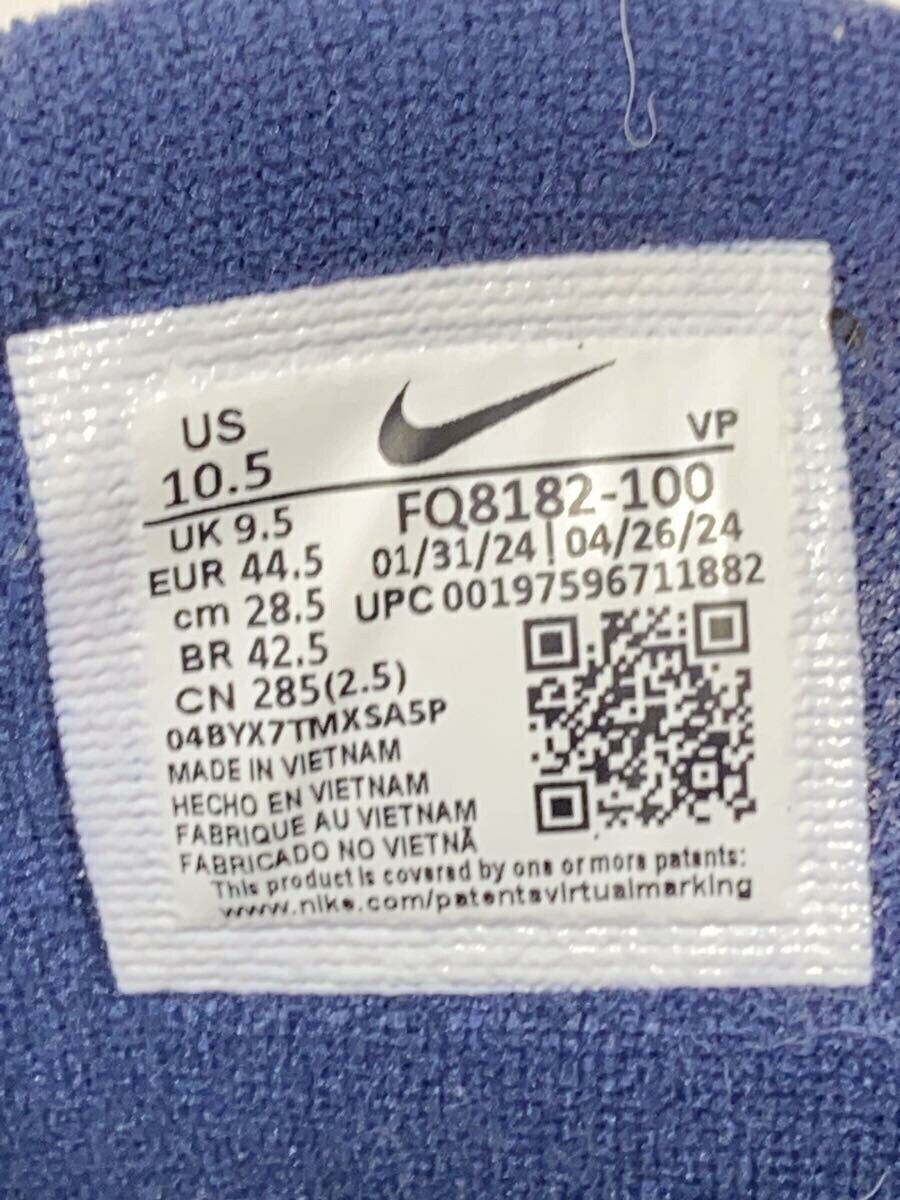 US
10.5
VP
UK 9.5
EUR 44.5
cm 28.5
BR 42.5
CN 285(2.5)
FQ8182-100
01/31/24 | 04/26/24
UPC 00197596711882
04BYX7TMXSA5P
MADE IN VIETNAM
HECHO EN VIETNAM
FABRIQUE AU VIETNAM
FABRICADO NO VIETNÃ
This product is covered by one or more patents:
www.nike.com/patentsvirtualmarking